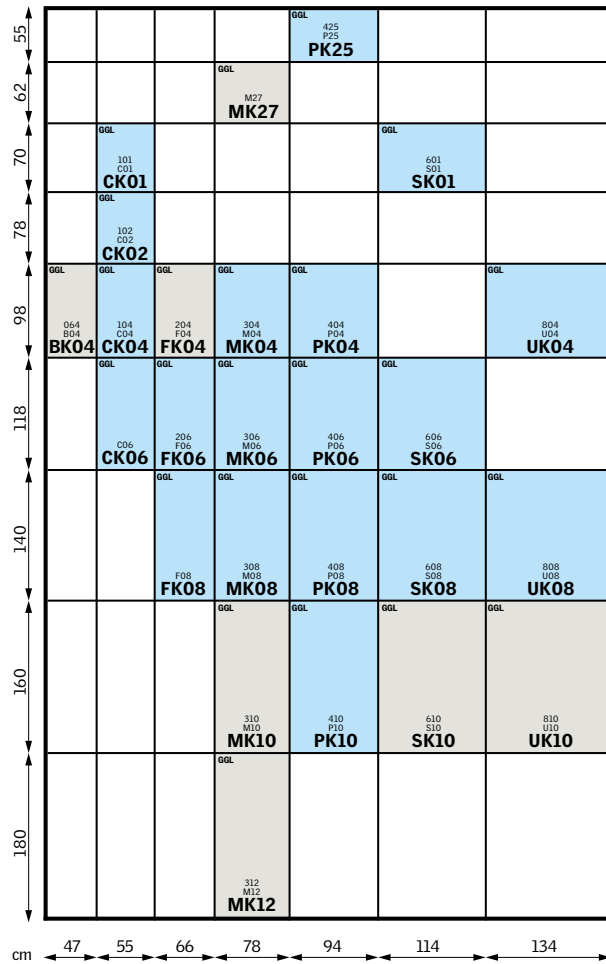 55
GGL
425
P25
PK25
62
GGL
M27
MK27
70
GGL
101
C01
CK01
GGL
601
S01
SK01
78
GGL
102
C02
CK02
98
GGL
064
B04
BK04
GGL
104
C04
CK04
GGL
204
F04
FK04
GGL
304
M04
MK04
GGL
404
P04
PK04
GGL
804
U04
UK04
118
GGL
C06
CK06
GGL
206
F06
FK06
GGL
306
M06
MK06
GGL
406
P06
PK06
GGL
606
S06
SK06
140
GGL
F08
FK08
GGL
308
M08
MK08
GGL
408
P08
PK08
GGL
608
S08
SK08
GGL
808
U08
UK08
160
GGL
310
M10
MK10
GGL
410
P10
PK10
GGL
610
S10
SK10
GGL
810
U10
UK10
180
GGL
312
M12
MK12
cm 47 55 66 78 94 114 134